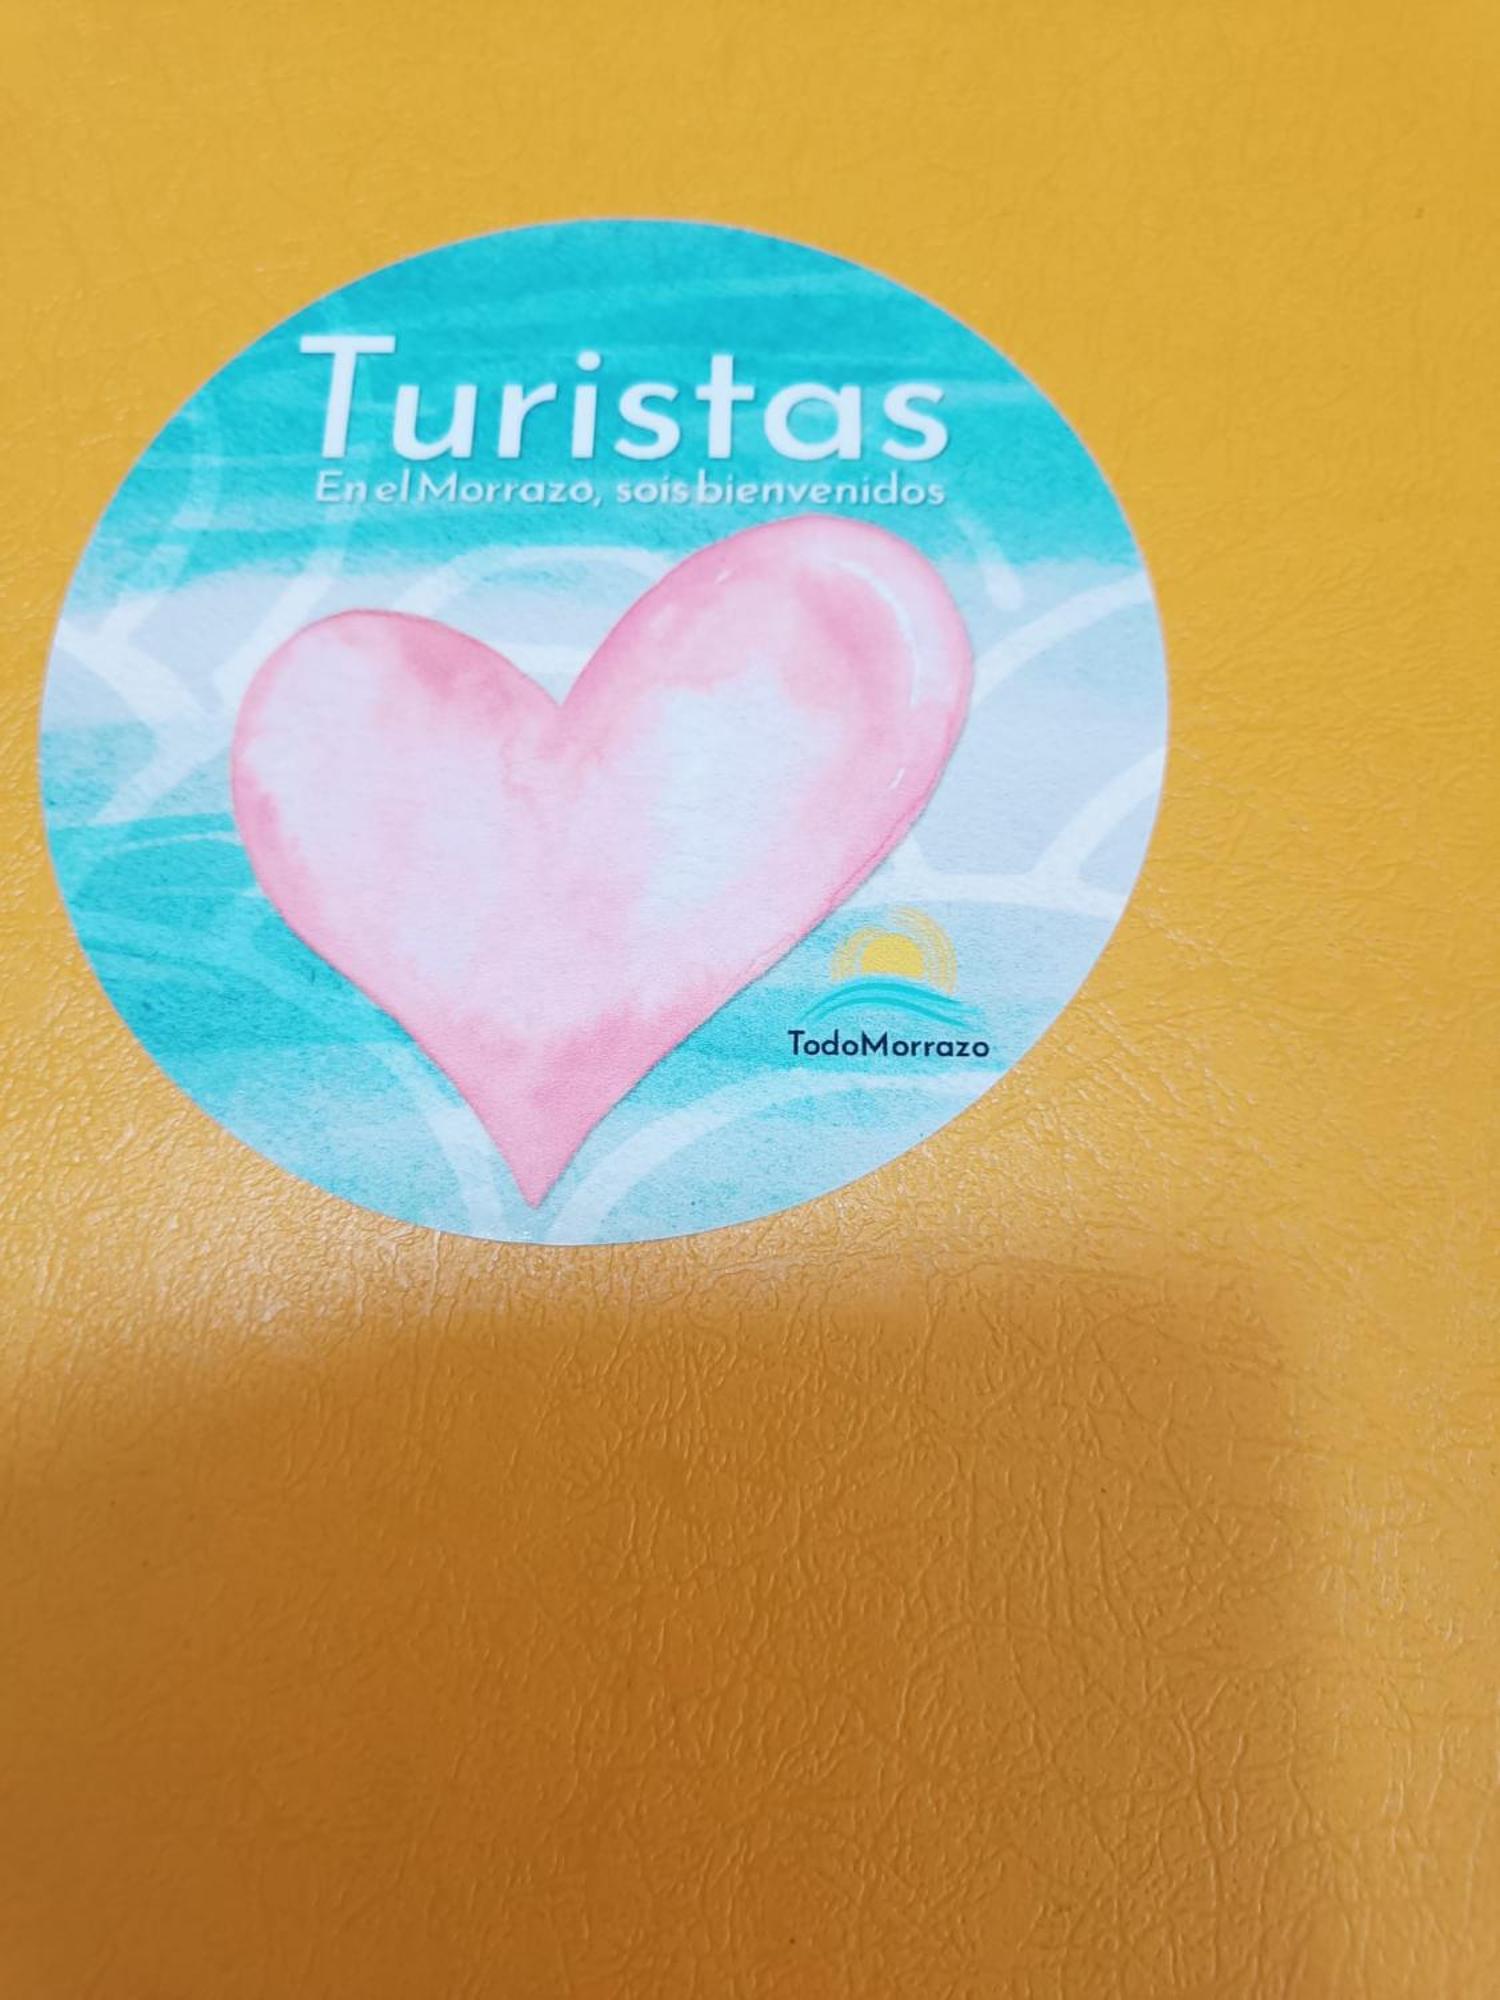 Turistas
En el Morrazo, sois bienvenidos
TodoMorrazo